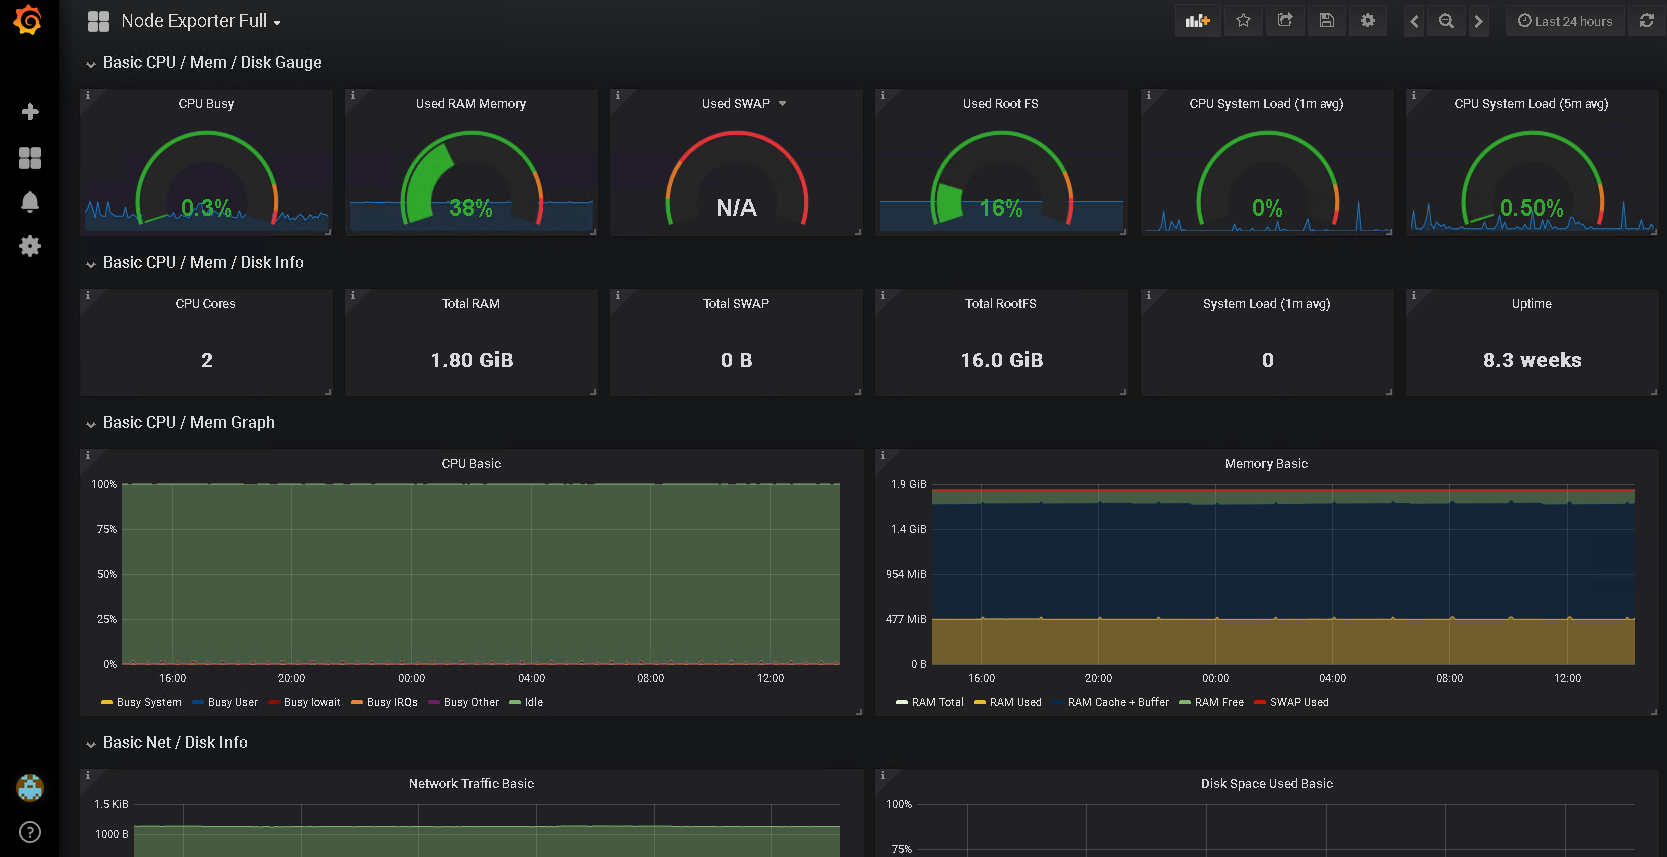 Node Exporter Full
Last 24 hours
Basic CPU / Mem / Disk Gauge
CPU Busy
0.3%
Used RAM Memory
38%
Used SWAP
N/A
Used Root FS
16%
CPU System Load (1m avg)
0%
CPU System Load (5m avg)
0.50%
Basic CPU / Mem / Disk Info
CPU Cores
2
Total RAM
1.80 GiB
Total SWAP
0 B
Total RootFS
16.0 GiB
System Load (1m avg)
0
Uptime
8.3 weeks
Basic CPU / Mem Graph
CPU Basic
100%
75%
50%
25%
0%
16:00 20:00 00:00 04:00 08:00 12:00
Busy System Busy User Busy Iowait Busy IRQs Busy Other Idle
Memory Basic
1.9 GiB
1.4 GiB
954 MiB
477 MiB
0 B
16:00 20:00 00:00 04:00 08:00 12:00
RAM Total RAM Used RAM Cache + Buffer RAM Free SWAP Used
Basic Net / Disk Info
Network Traffic Basic
1.5 KiB
1000 B
Disk Space Used Basic
100%
75%